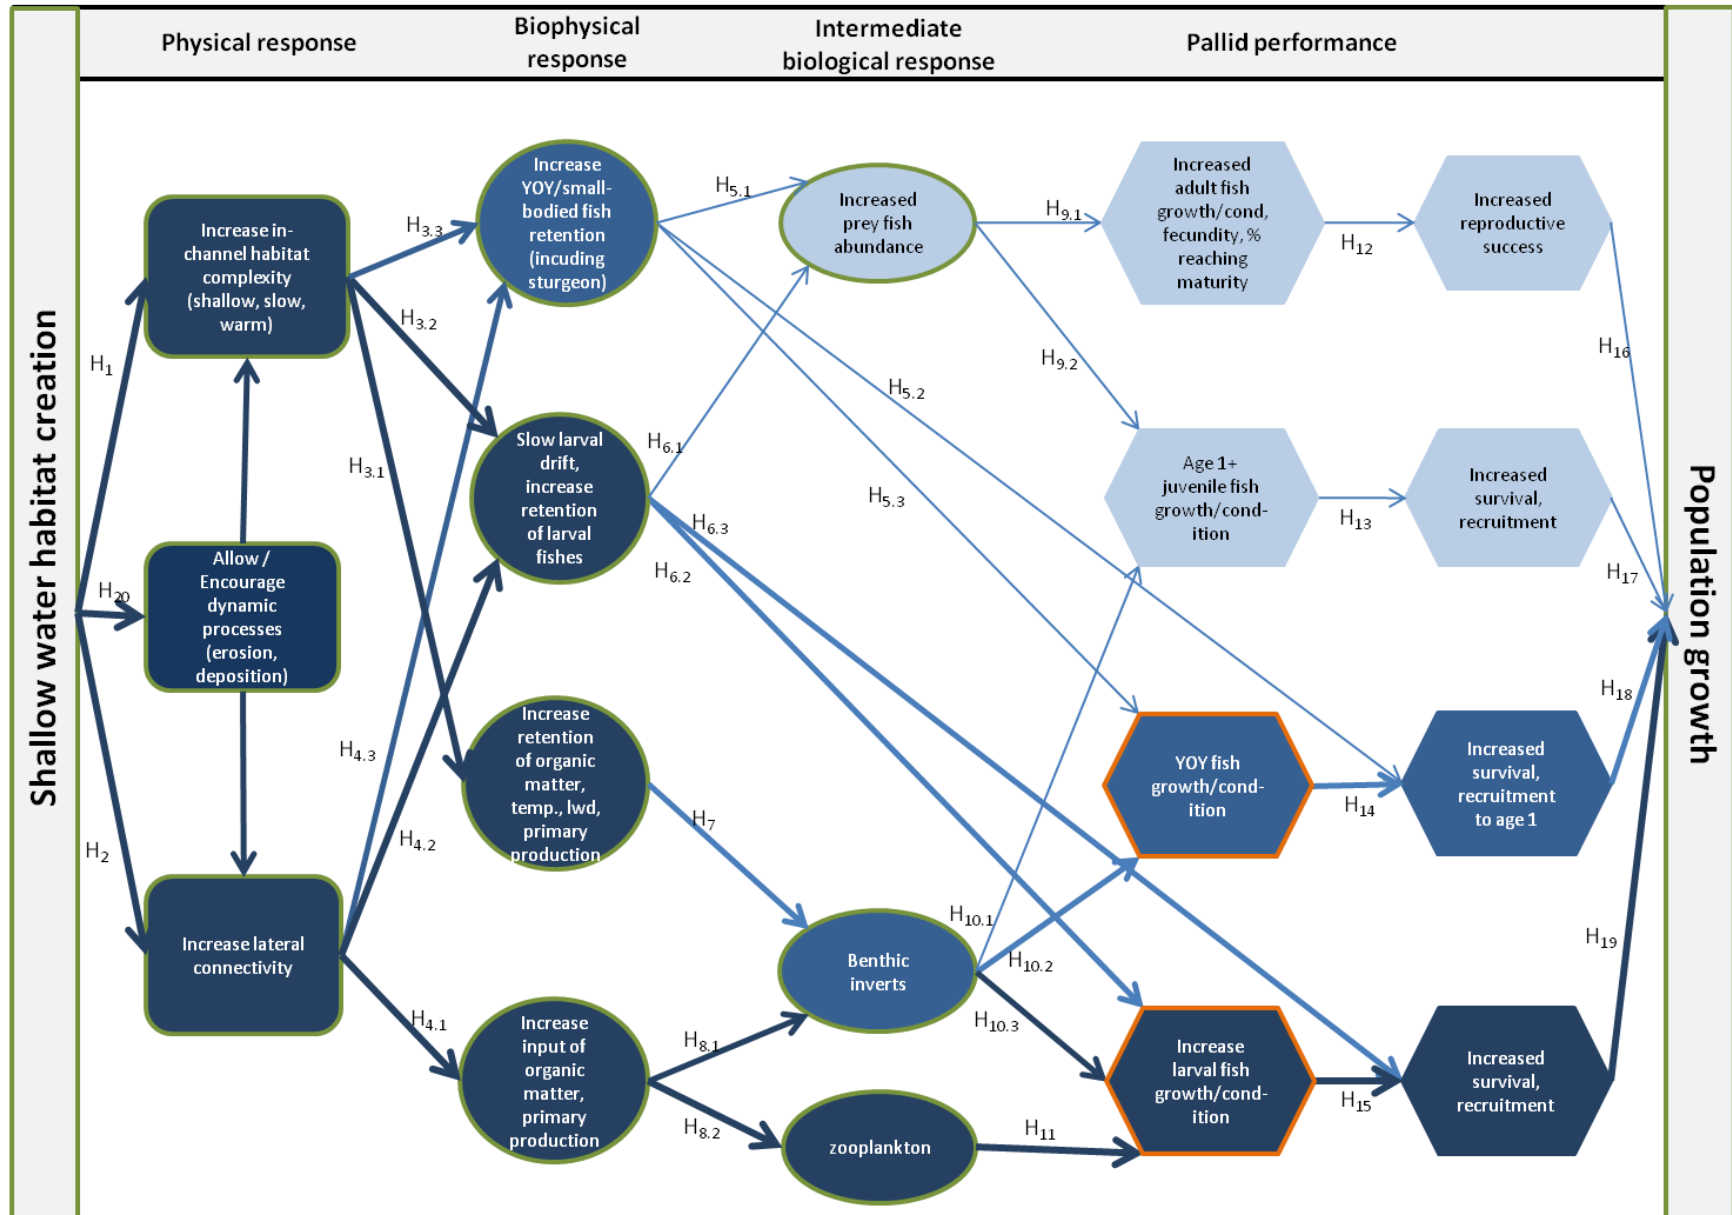 Physical response
Biophysical
response
Intermediate
biological response
Pallid performance
Shallow water habitat creation
Population growth
H1
H20
H2
Increase in-
channel habitat
complexity
(shallow, slow,
warm)
Allow /
Encourage
dynamic
processes
(erosion,
deposition)
Increase lateral
connectivity
H3.3
H3.2
H3.1
H4.3
H4.2
H4.1
Increase
YOY/small-
bodied fish
retention
(incuding
sturgeon)
Slow larval
drift,
increase
retention
of larval
fishes
Increase
retention
of organic
matter,
temp., lwd,
primary
production
Increase
input of
organic
matter,
primary
production
H5.1
H5.2
H5.3
H6.1
H6.3
H6.2
H7
H8.1
H8.2
Increased
prey fish
abundance
Benthic
inverts
zooplankton
H9.1
H9.2
H10.1
H10.2
H10.3
H11
Increased
adult fish
growth/cond,
fecundity, %
reaching
maturity
Age 1+
juvenile fish
growth/cond-
ition
YOY fish
growth/cond-
ition
Increase
larval fish
growth/cond-
ition
H12
H13
H14
H15
Increased
reproductive
success
Increased
survival,
recruitment
Increased
survival,
recruitment
to age 1
Increased
survival,
recruitment
H16
H17
H18
H19